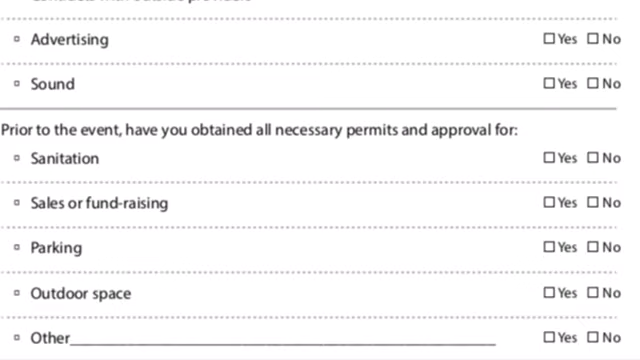 Advertising ☐ Yes ☐ No
Sound ☐ Yes ☐ No
Prior to the event, have you obtained all necessary permits and approval for:
Sanitation ☐ Yes ☐ No
Sales or fund-raising ☐ Yes ☐ No
Parking ☐ Yes ☐ No
Outdoor space ☐ Yes ☐ No
Other____________ ☐ Yes ☐ No